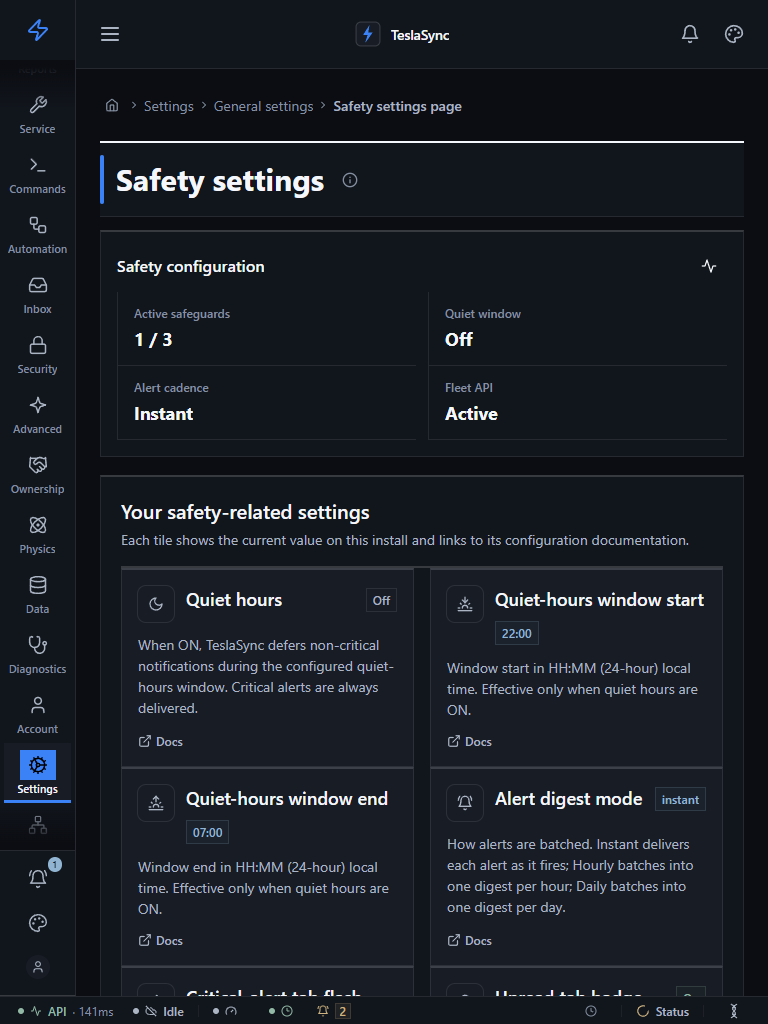 TeslaSync
Reports
Service
Commands
Automation
Inbox
Security
Advanced
Ownership
Physics
Data
Diagnostics
Account
Settings
1
Settings
General settings
Safety settings page
Safety settings
Safety configuration
Active safeguards
1 / 3
Quiet window
Off
Alert cadence
Instant
Fleet API
Active
Your safety-related settings
Each tile shows the current value on this install and links to its configuration documentation.
Quiet hours
Off
When ON, TeslaSync defers non-critical
notifications during the configured quiet-
hours window. Critical alerts are always
delivered.
Docs
Quiet-hours window start
22:00
Window start in HH:MM (24-hour) local
time. Effective only when quiet hours are
ON.
Docs
Quiet-hours window end
07:00
Window end in HH:MM (24-hour) local
time. Effective only when quiet hours are
ON.
Docs
Alert digest mode
instant
How alerts are batched. Instant delivers
each alert as it fires; Hourly batches into
one digest per hour; Daily batches into
one digest per day.
Docs
Critical-alert tab flash
Unread tab badge
API · 141ms
Idle
2
Status